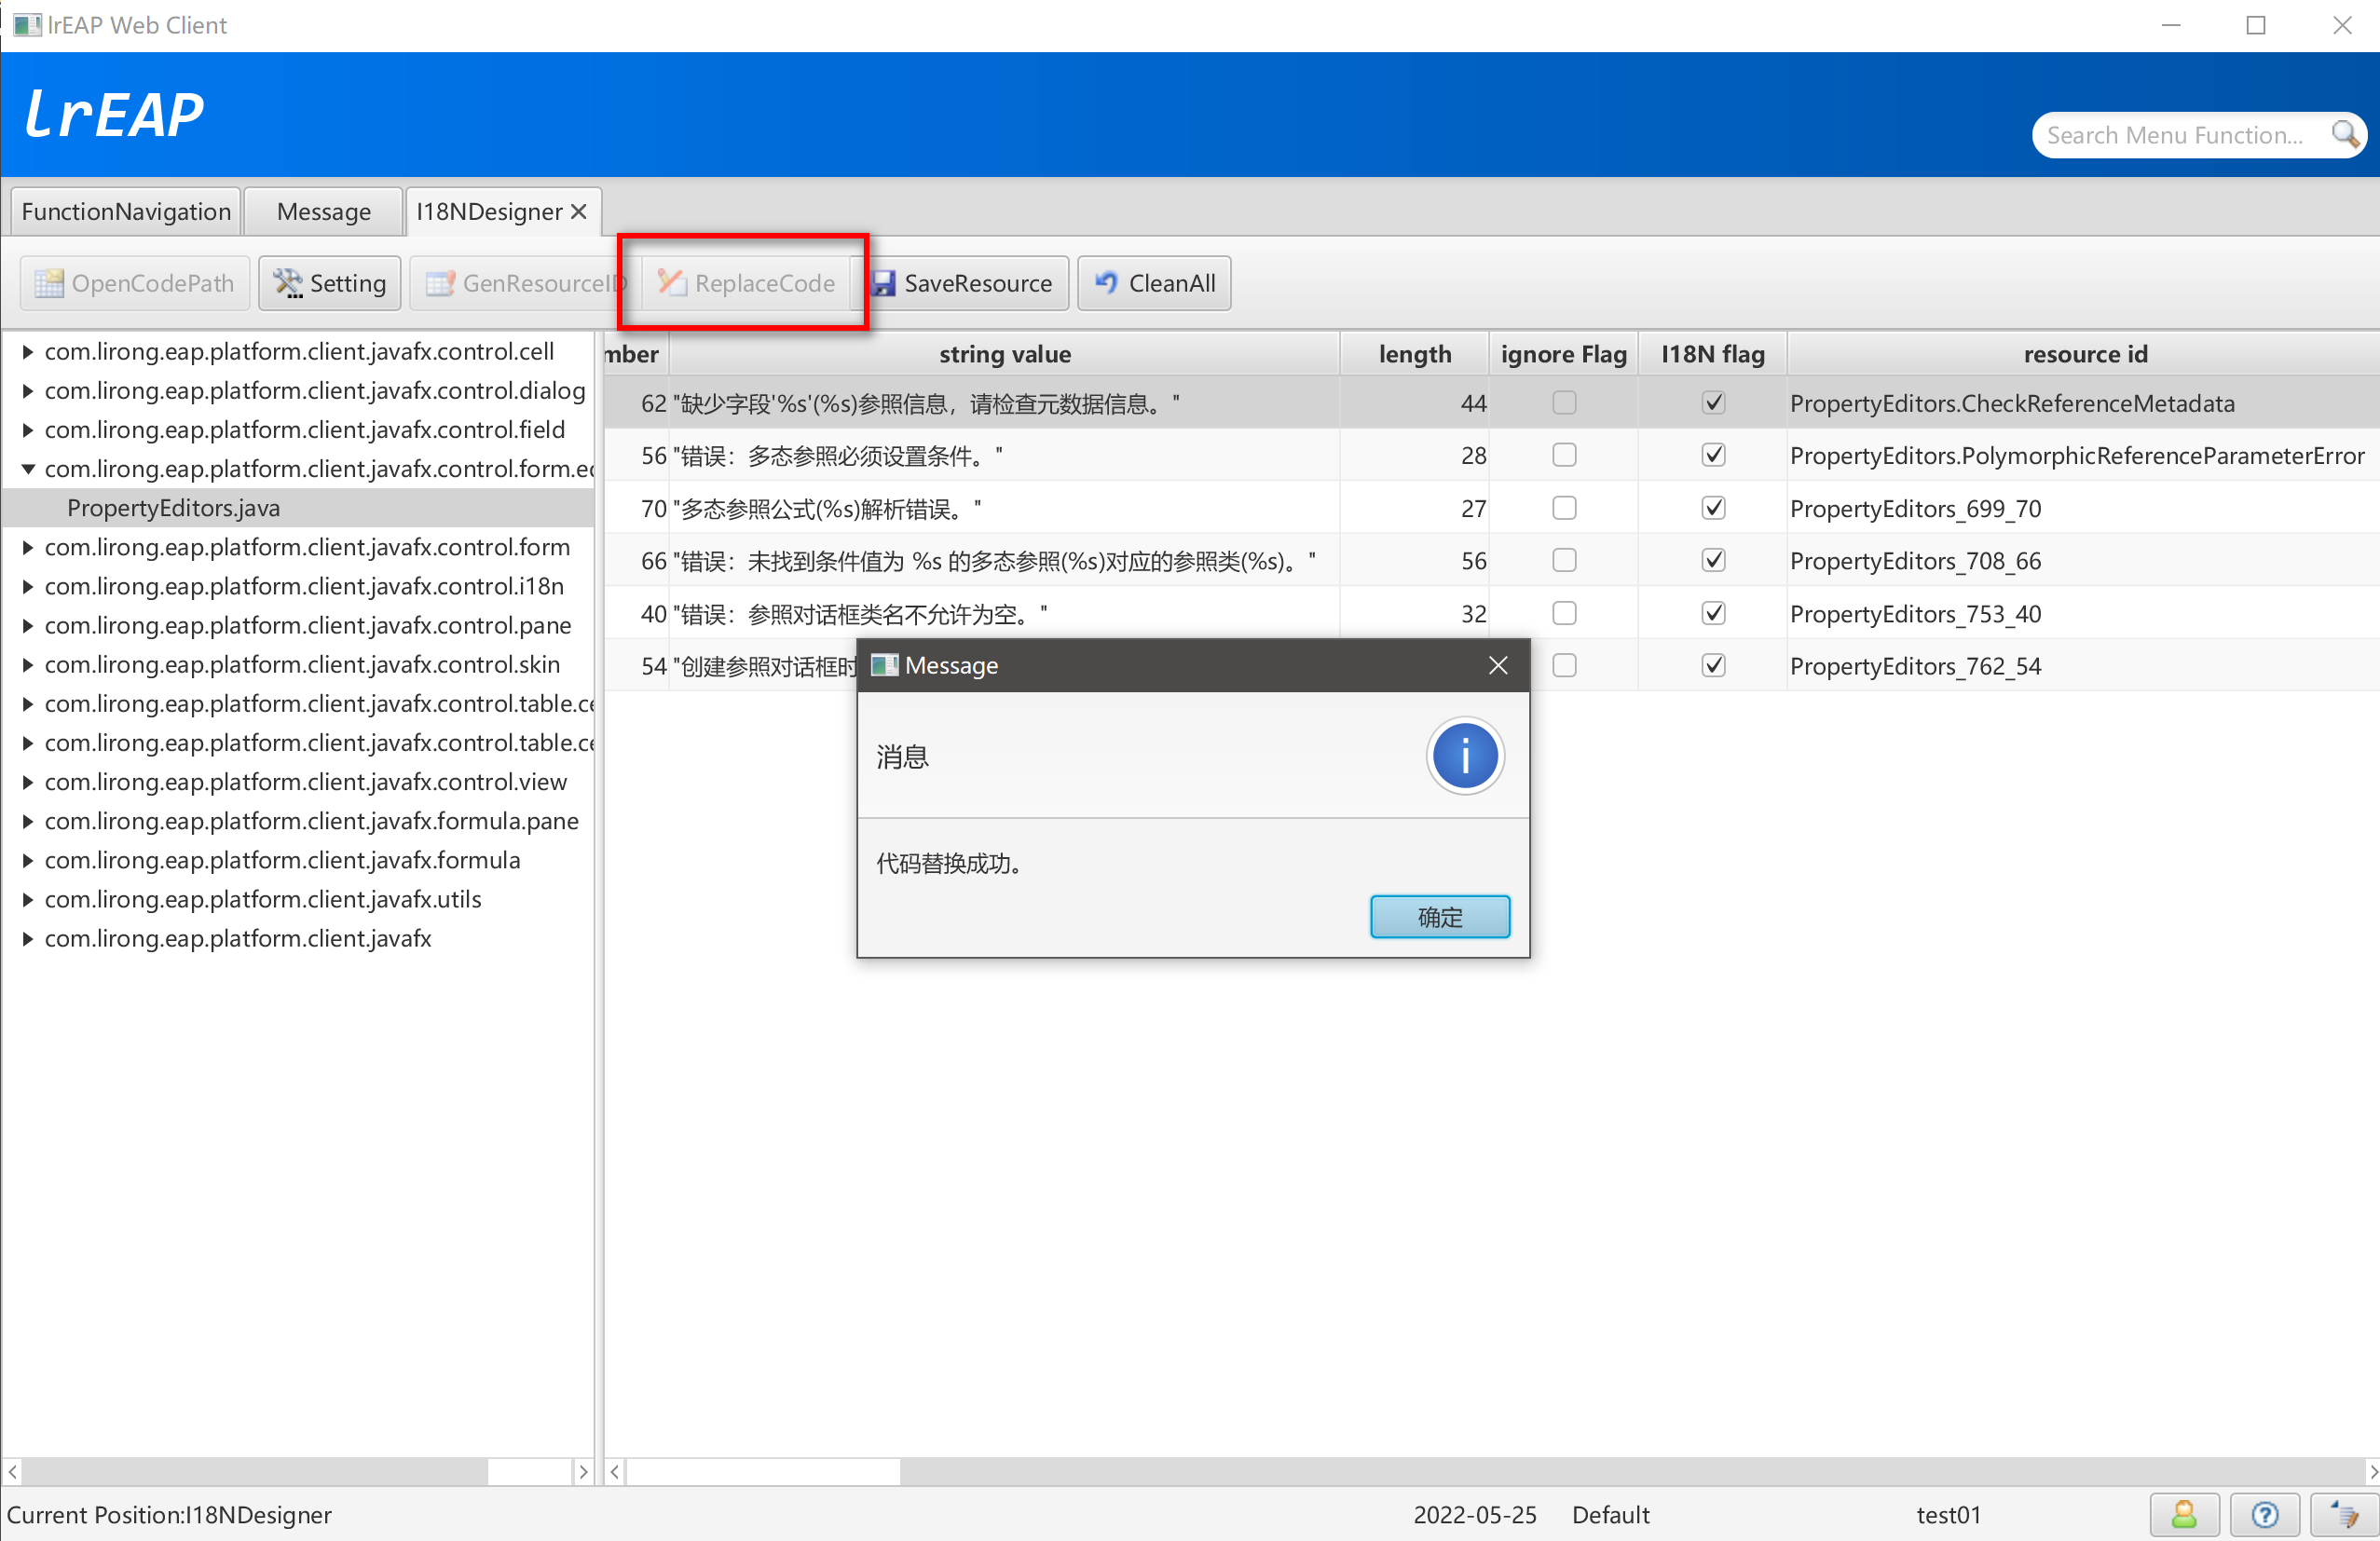 lrEAP Web Client
lrEAP
Search Menu Function...
FunctionNavigation Message I18NDesigner
OpenCodePath Setting GenResourceID ReplaceCode SaveResource CleanAll
com.lirong.eap.platform.client.javafx.control.cell
com.lirong.eap.platform.client.javafx.control.dialog
com.lirong.eap.platform.client.javafx.control.field
com.lirong.eap.platform.client.javafx.control.form.ec
PropertyEditors.java
com.lirong.eap.platform.client.javafx.control.form
com.lirong.eap.platform.client.javafx.control.i18n
com.lirong.eap.platform.client.javafx.control.pane
com.lirong.eap.platform.client.javafx.control.skin
com.lirong.eap.platform.client.javafx.control.table.ce
com.lirong.eap.platform.client.javafx.control.table.ce
com.lirong.eap.platform.client.javafx.control.view
com.lirong.eap.platform.client.javafx.formula.pane
com.lirong.eap.platform.client.javafx.formula
com.lirong.eap.platform.client.javafx.utils
com.lirong.eap.platform.client.javafx
mber string value length ignore Flag I18N flag resource id
62 "缺少字段'%s'(%s)参照信息，请检查元数据信息。" 44 PropertyEditors.CheckReferenceMetadata
56 "错误：多态参照必须设置条件。" 28 PropertyEditors.PolymorphicReferenceParameterError
70 "多态参照公式(%s)解析错误。" 27 PropertyEditors_699_70
66 "错误：未找到条件值为 %s 的多态参照(%s)对应的参照类(%s)。" 56 PropertyEditors_708_66
40 "错误：参照对话框类名不允许为空。" 32 PropertyEditors_753_40
54 "创建参照对话框时 PropertyEditors_762_54
Message
消息
代码替换成功。
确定
Current Position:I18NDesigner 2022-05-25 Default test01